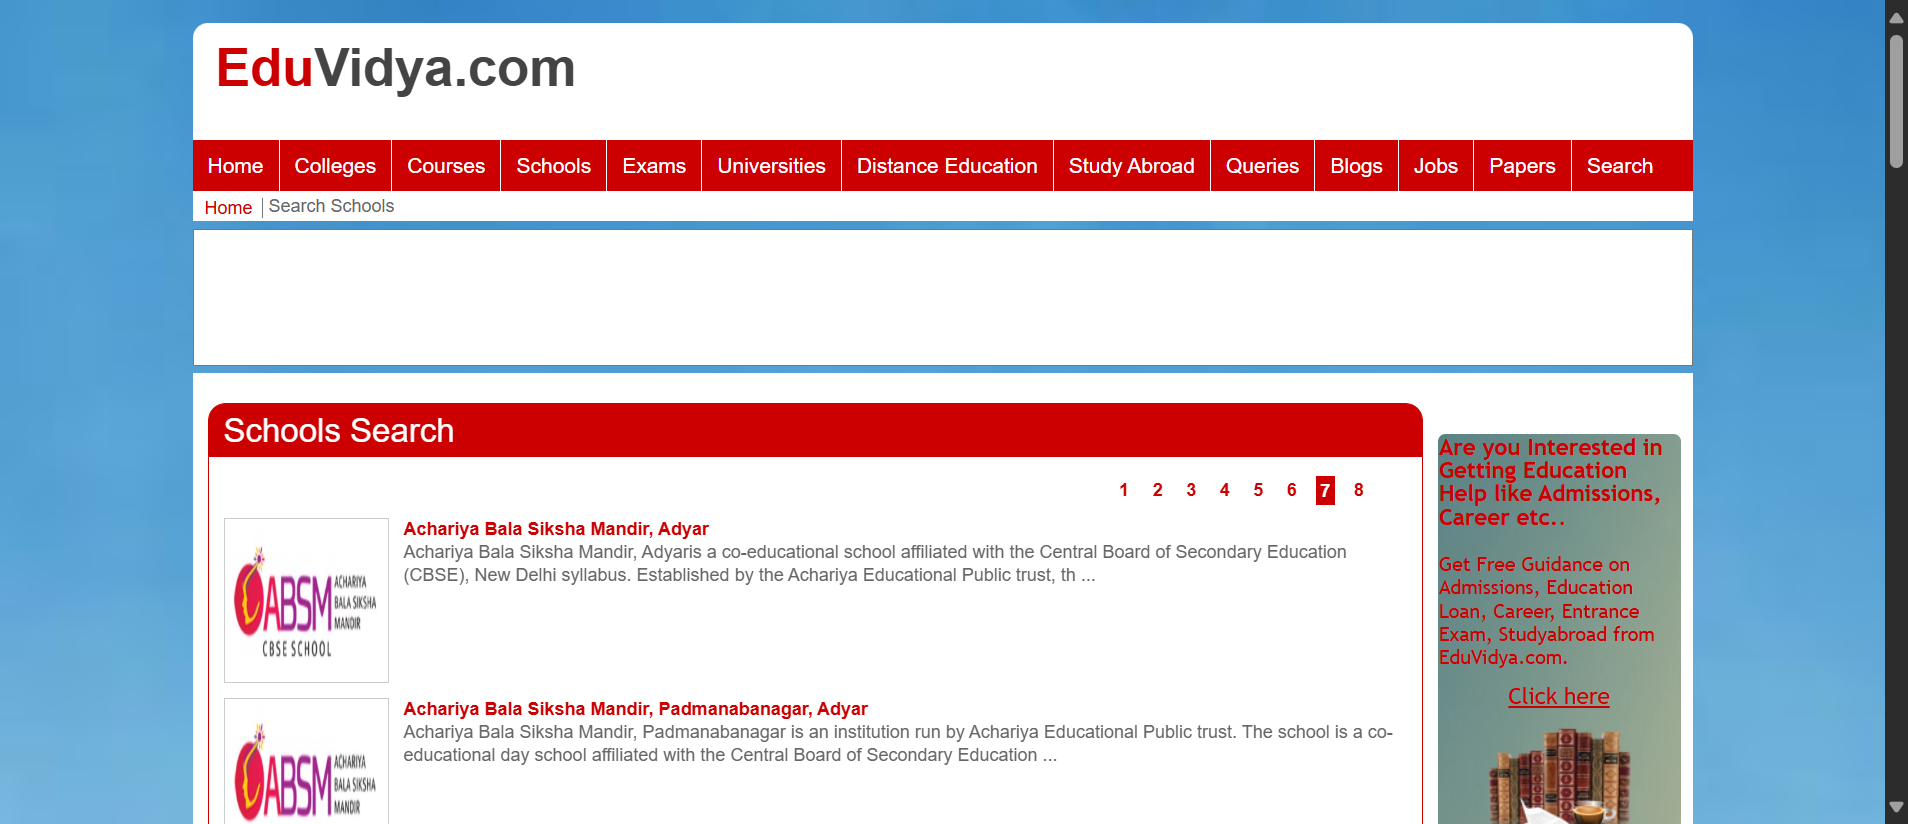 EduVidya.com
Home Colleges Courses Schools Exams Universities Distance Education Study Abroad Queries Blogs Jobs Papers Search
Home Search Schools
Schools Search
1 2 3 4 5 6 7 8
Achariya Bala Siksha Mandir, Adyar
Achariya Bala Siksha Mandir, Adyaris a co-educational school affiliated with the Central Board of Secondary Education
(CBSE), New Delhi syllabus. Established by the Achariya Educational Public trust, th ...
ABSM
ACHARIYA
BALA SIKSHA
MANDIR
CBSE SCHOOL
Achariya Bala Siksha Mandir, Padmanabanagar, Adyar
Achariya Bala Siksha Mandir, Padmanabanagar is an institution run by Achariya Educational Public trust. The school is a co-
educational day school affiliated with the Central Board of Secondary Education ...
ABSM
ACHARIYA
BALA SIKSHA
MANDIR
Are you Interested in
Getting Education
Help like Admissions,
Career etc..
Get Free Guidance on
Admissions, Education
Loan, Career, Entrance
Exam, Studyabroad from
EduVidya.com.
Click here